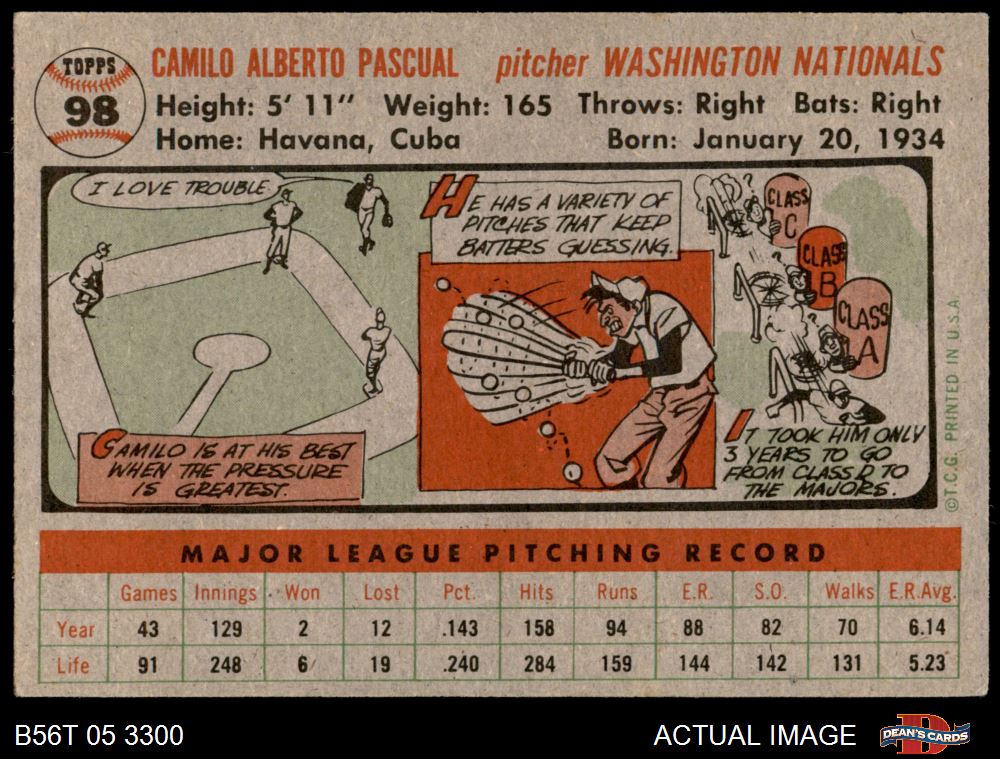 TOPPS
98
CAMILO ALBERTO PASCUAL pitcher WASHINGTON NATIONALS
Height: 5' 11" Weight: 165 Throws: Right Bats: Right
Home: Havana, Cuba Born: January 20, 1934
I LOVE TROUBLE
CAMILO IS AT HIS BEST
WHEN THE PRESSURE
IS GREATEST.
HE HAS A VARIETY OF
PITCHES THAT KEEP
BATTERS GUESSING.
?
CLASS
C
?
CLASS
B
?
CLASS
A
IT TOOK HIM ONLY
3 YEARS TO GO
FROM CLASS D TO
THE MAJORS.
©T.C.G. PRINTED IN U.S.A.
MAJOR LEAGUE PITCHING RECORD
Games Innings Won Lost Pct. Hits Runs E.R. S.O. Walks E.R.Avg.
Year 43 129 2 12 .143 158 94 88 82 70 6.14
Life 91 248 6 19 .240 284 159 144 142 131 5.23
B56T 05 3300 ACTUAL IMAGE
D
DEAN'S CARDS